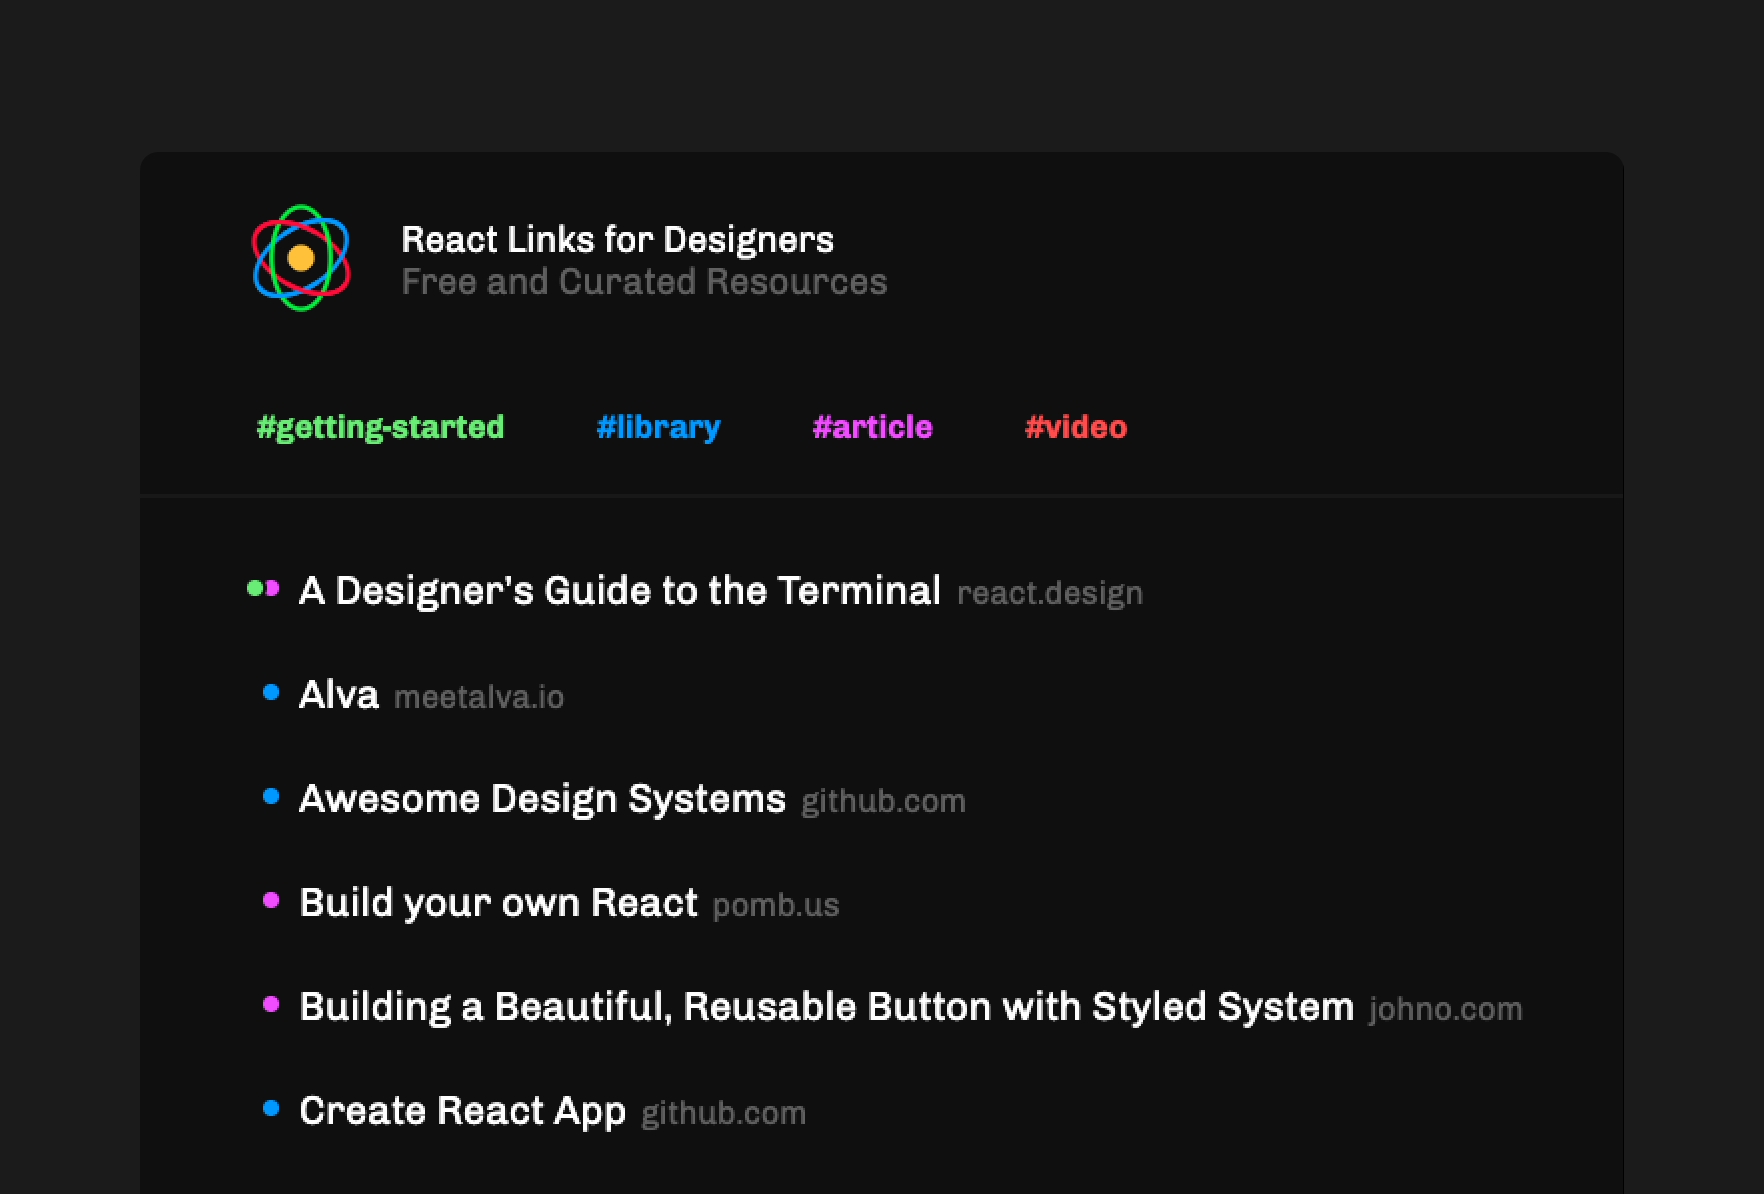 React Links for Designers
Free and Curated Resources
#getting-started #library #article #video
A Designer's Guide to the Terminal react.design
Alva meetalva.io
Awesome Design Systems github.com
Build your own React pomb.us
Building a Beautiful, Reusable Button with Styled System johno.com
Create React App github.com